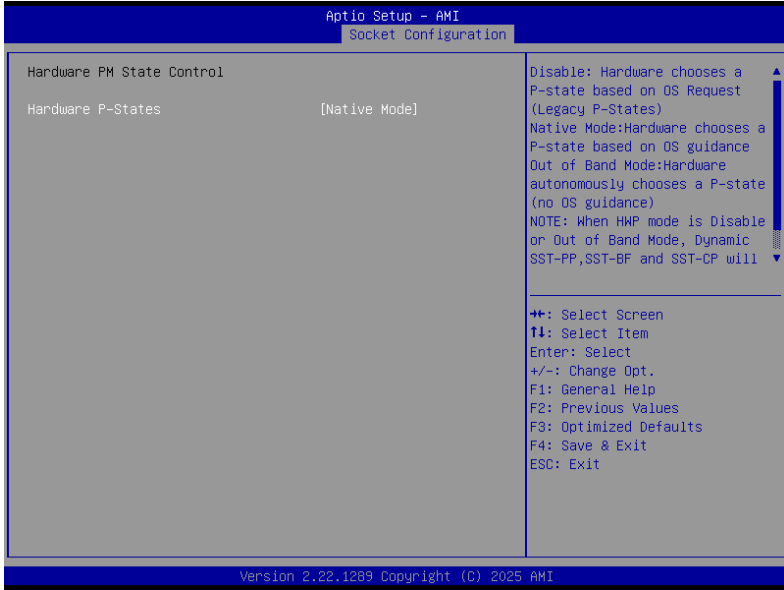 Aptio Setup – AMI
Socket Configuration
Hardware PM State Control
Hardware P-States [Native Mode]
Disable: Hardware chooses a
P-state based on OS Request
(Legacy P-States)
Native Mode:Hardware chooses a
P-state based on OS guidance
Out of Band Mode:Hardware
autonomously chooses a P-state
(no OS guidance)
NOTE: When HWP mode is Disable
or Out of Band Mode, Dynamic
SST-PP,SST-BF and SST-CP will
→←: Select Screen
↑↓: Select Item
Enter: Select
+/-: Change Opt.
F1: General Help
F2: Previous Values
F3: Optimized Defaults
F4: Save & Exit
ESC: Exit
Version 2.22.1289 Copyright (C) 2025 AMI